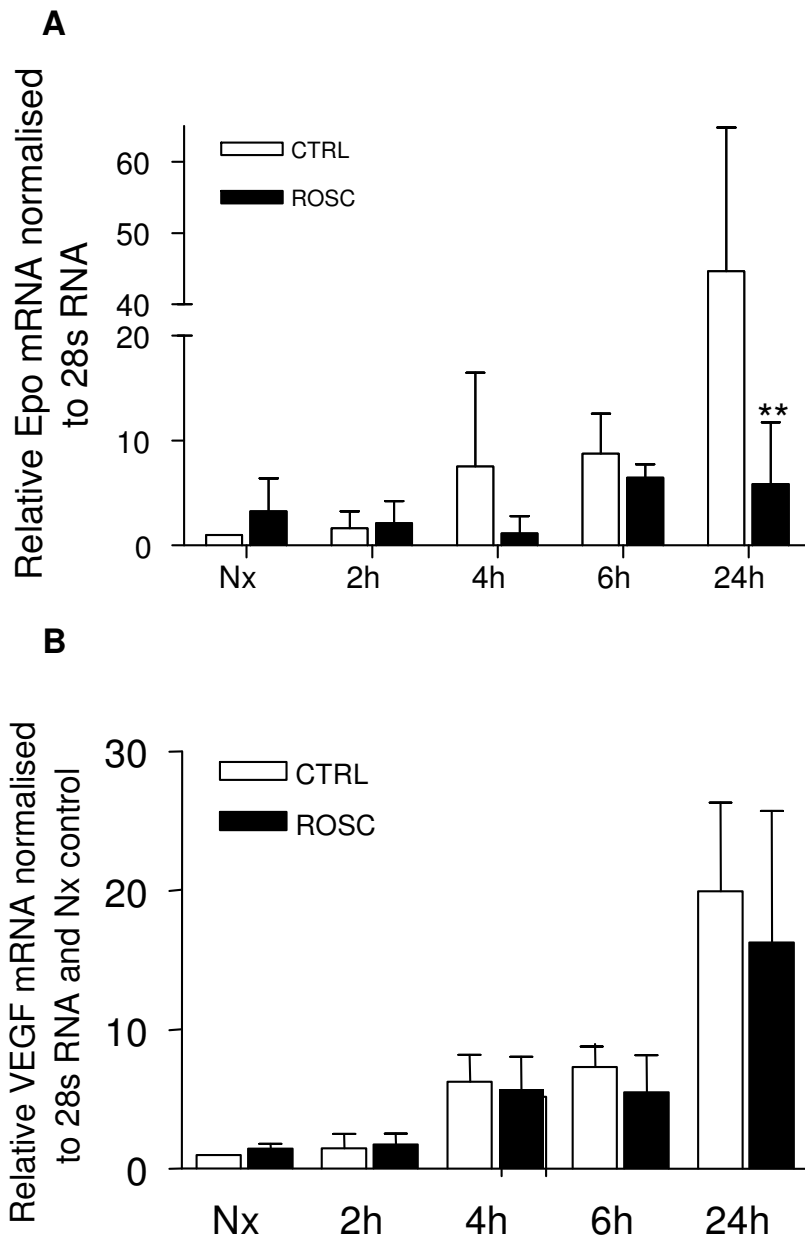 A
Relative Epo mRNA normalised
to 28s RNA
60
50
40
20
10
0
CTRL
ROSC
**
Nx 2h 4h 6h 24h
B
Relative VEGF mRNA normalised
to 28s RNA and Nx control
30
20
10
0
CTRL
ROSC
Nx 2h 4h 6h 24h